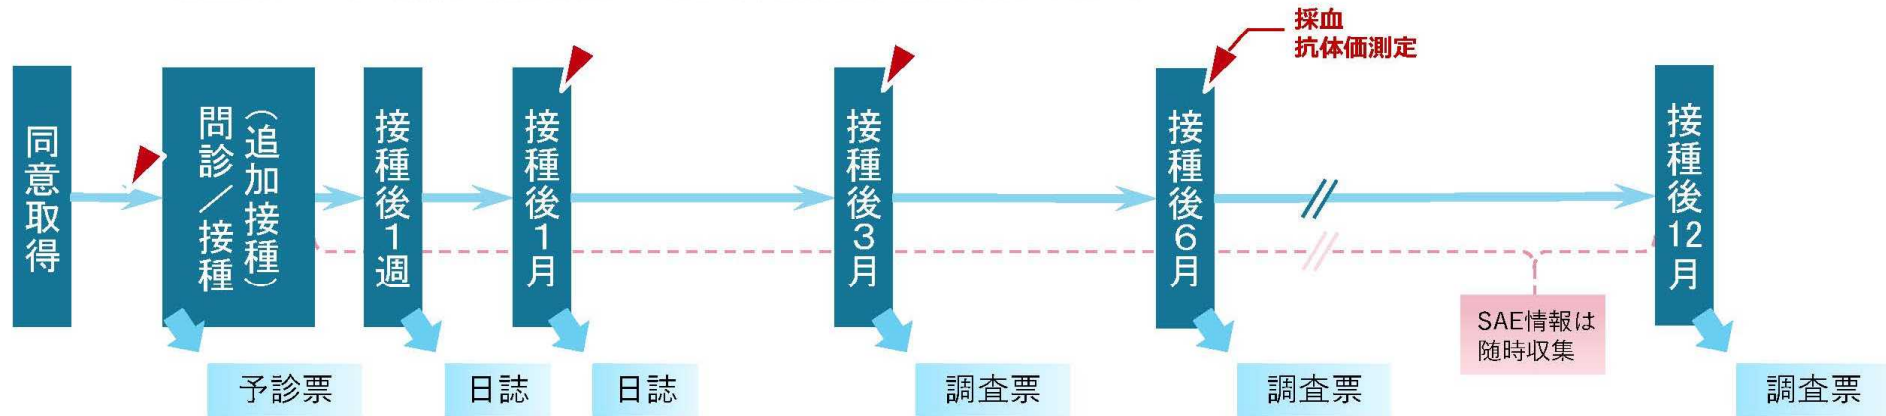 採血
抗体価測定
同意取得
（追加接種）
問診／接種
接種後1週
接種後1月
接種後3月
接種後6月
接種後12月
SAE情報は
随時収集
予診票
日誌
日誌
調査票
調査票
調査票